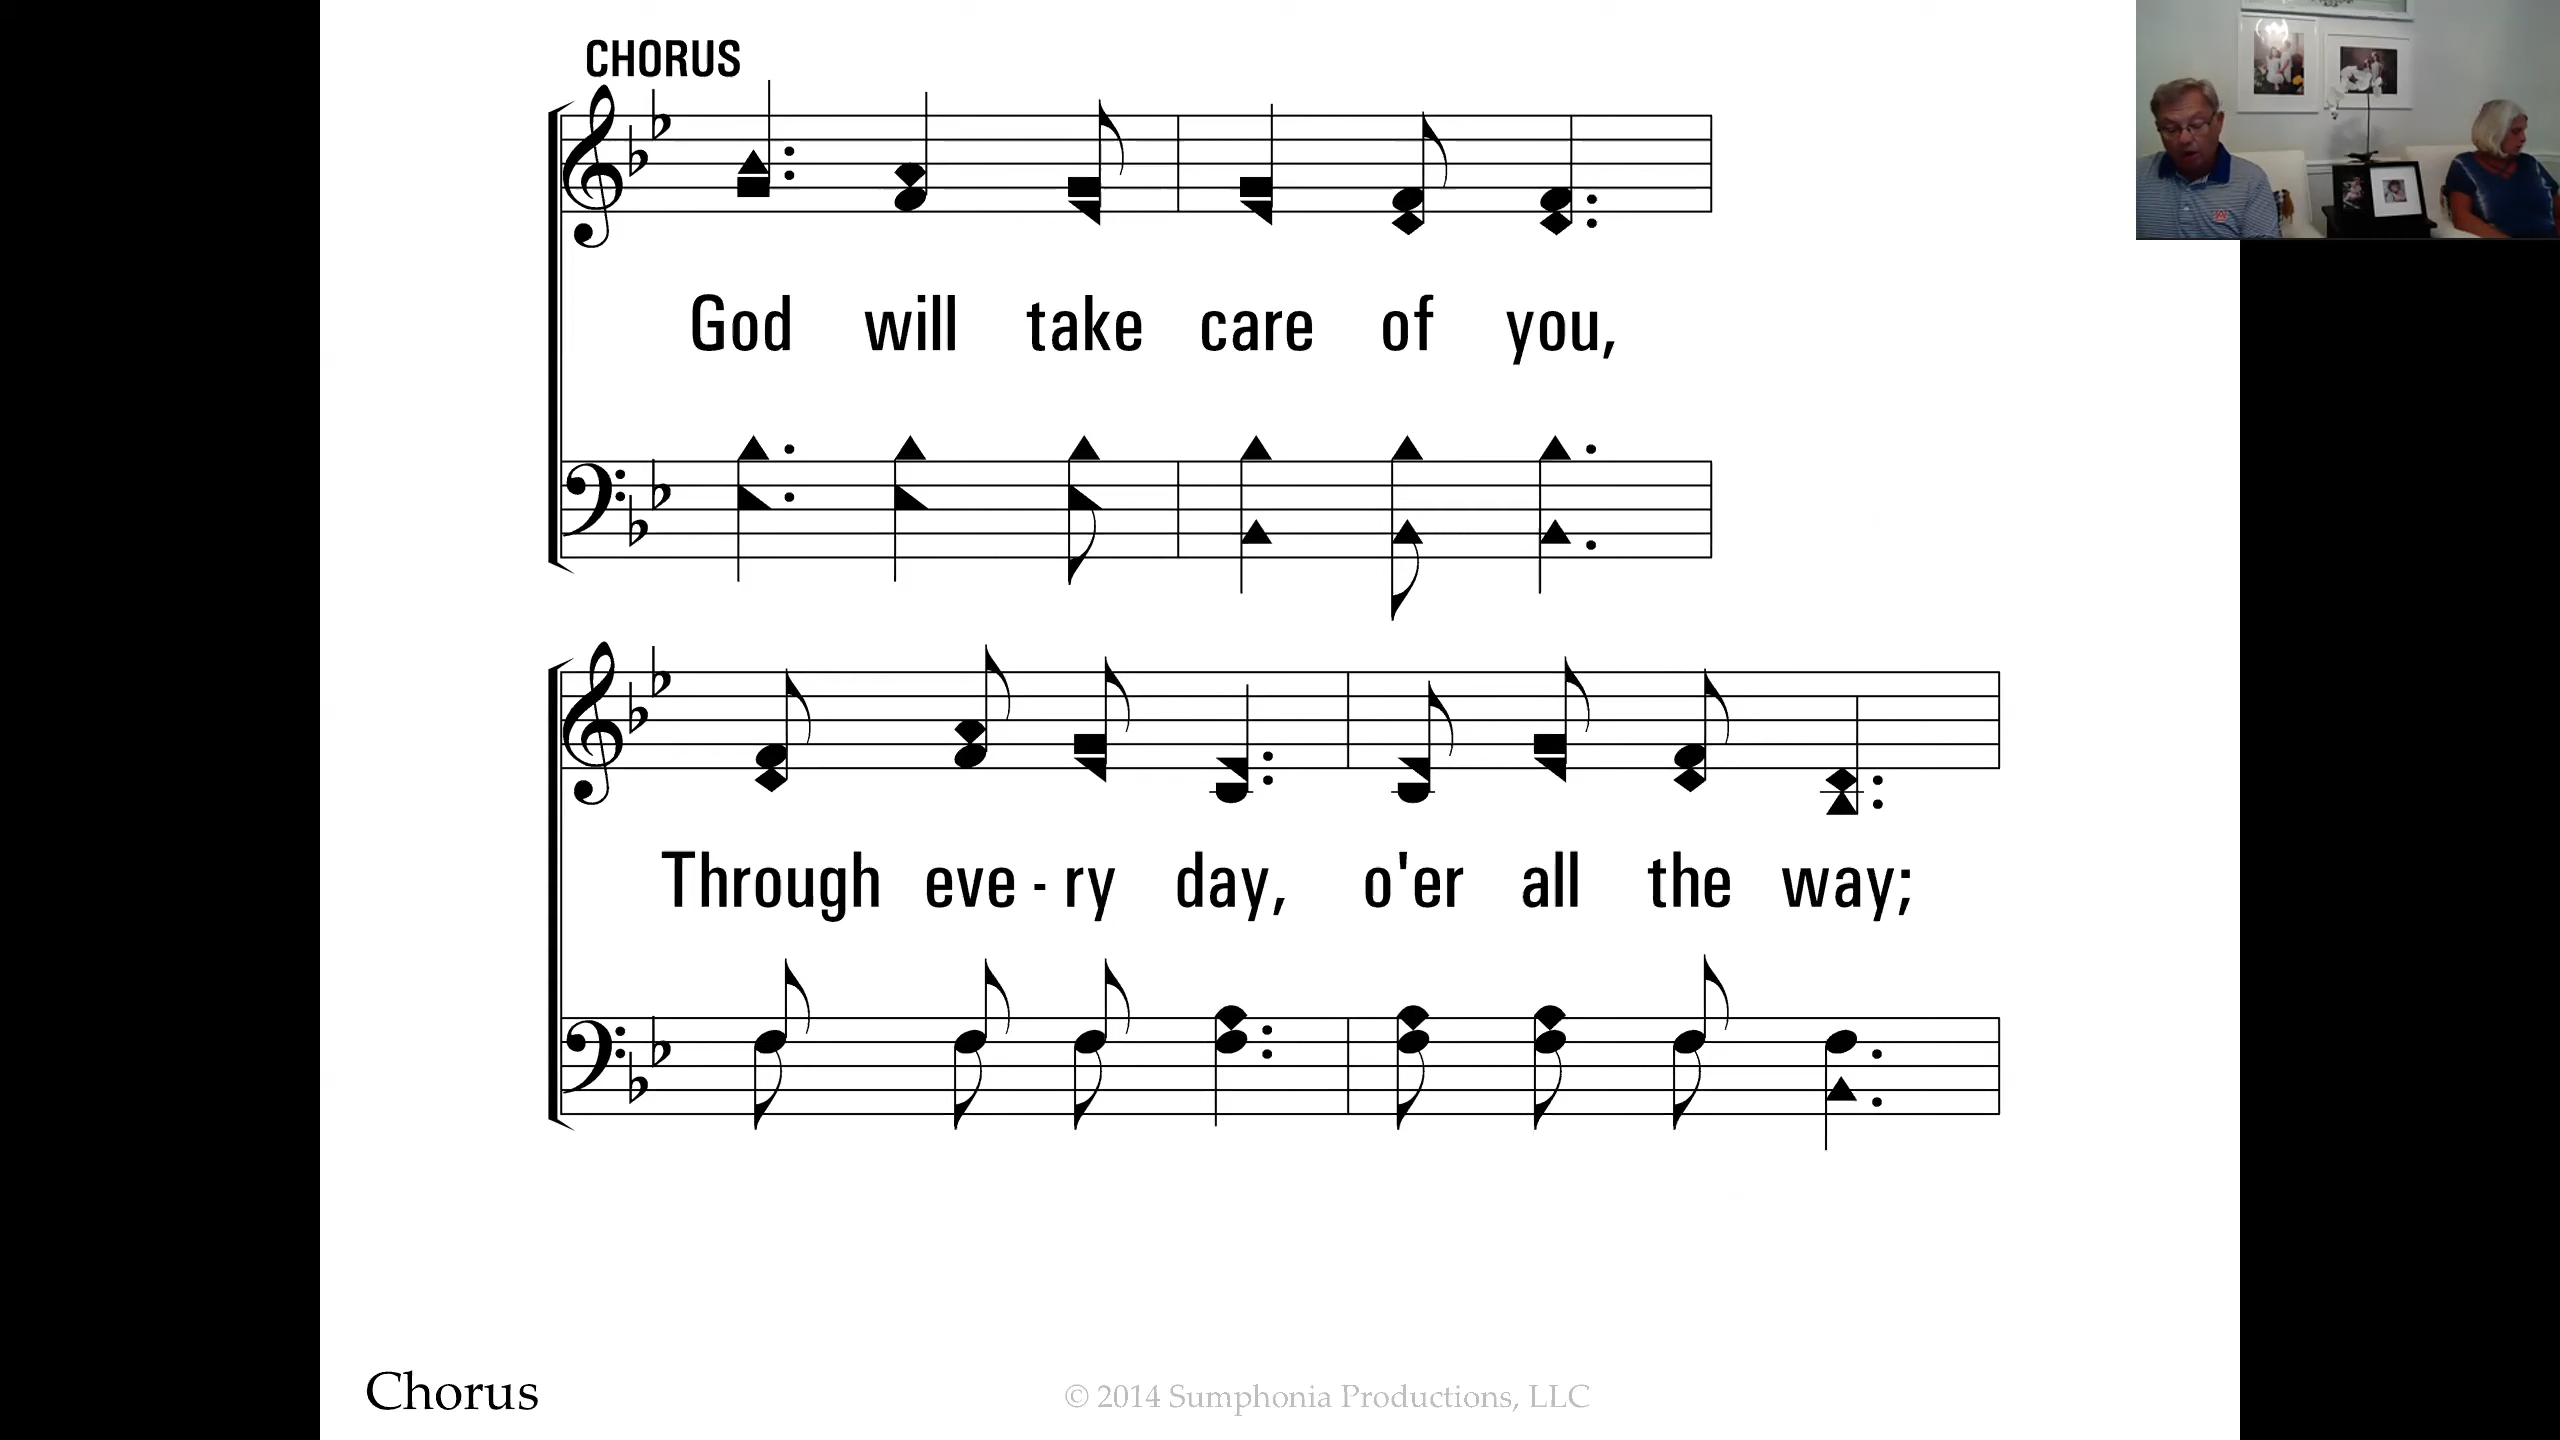 CHORUS
God will take care of you,
Through eve - ry day, o'er all the way;
Chorus
© 2014 Sumphonia Productions, LLC